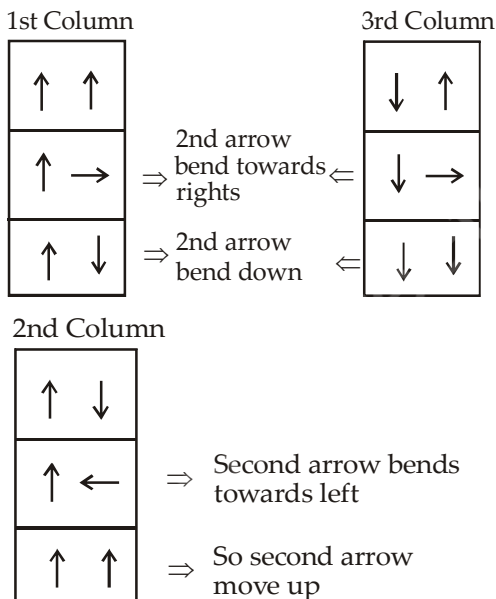 1st Column
3rd Column
2nd arrow
bend towards
rights
2nd arrow
bend down
2nd Column
Second arrow bends
towards left
So second arrow
move up